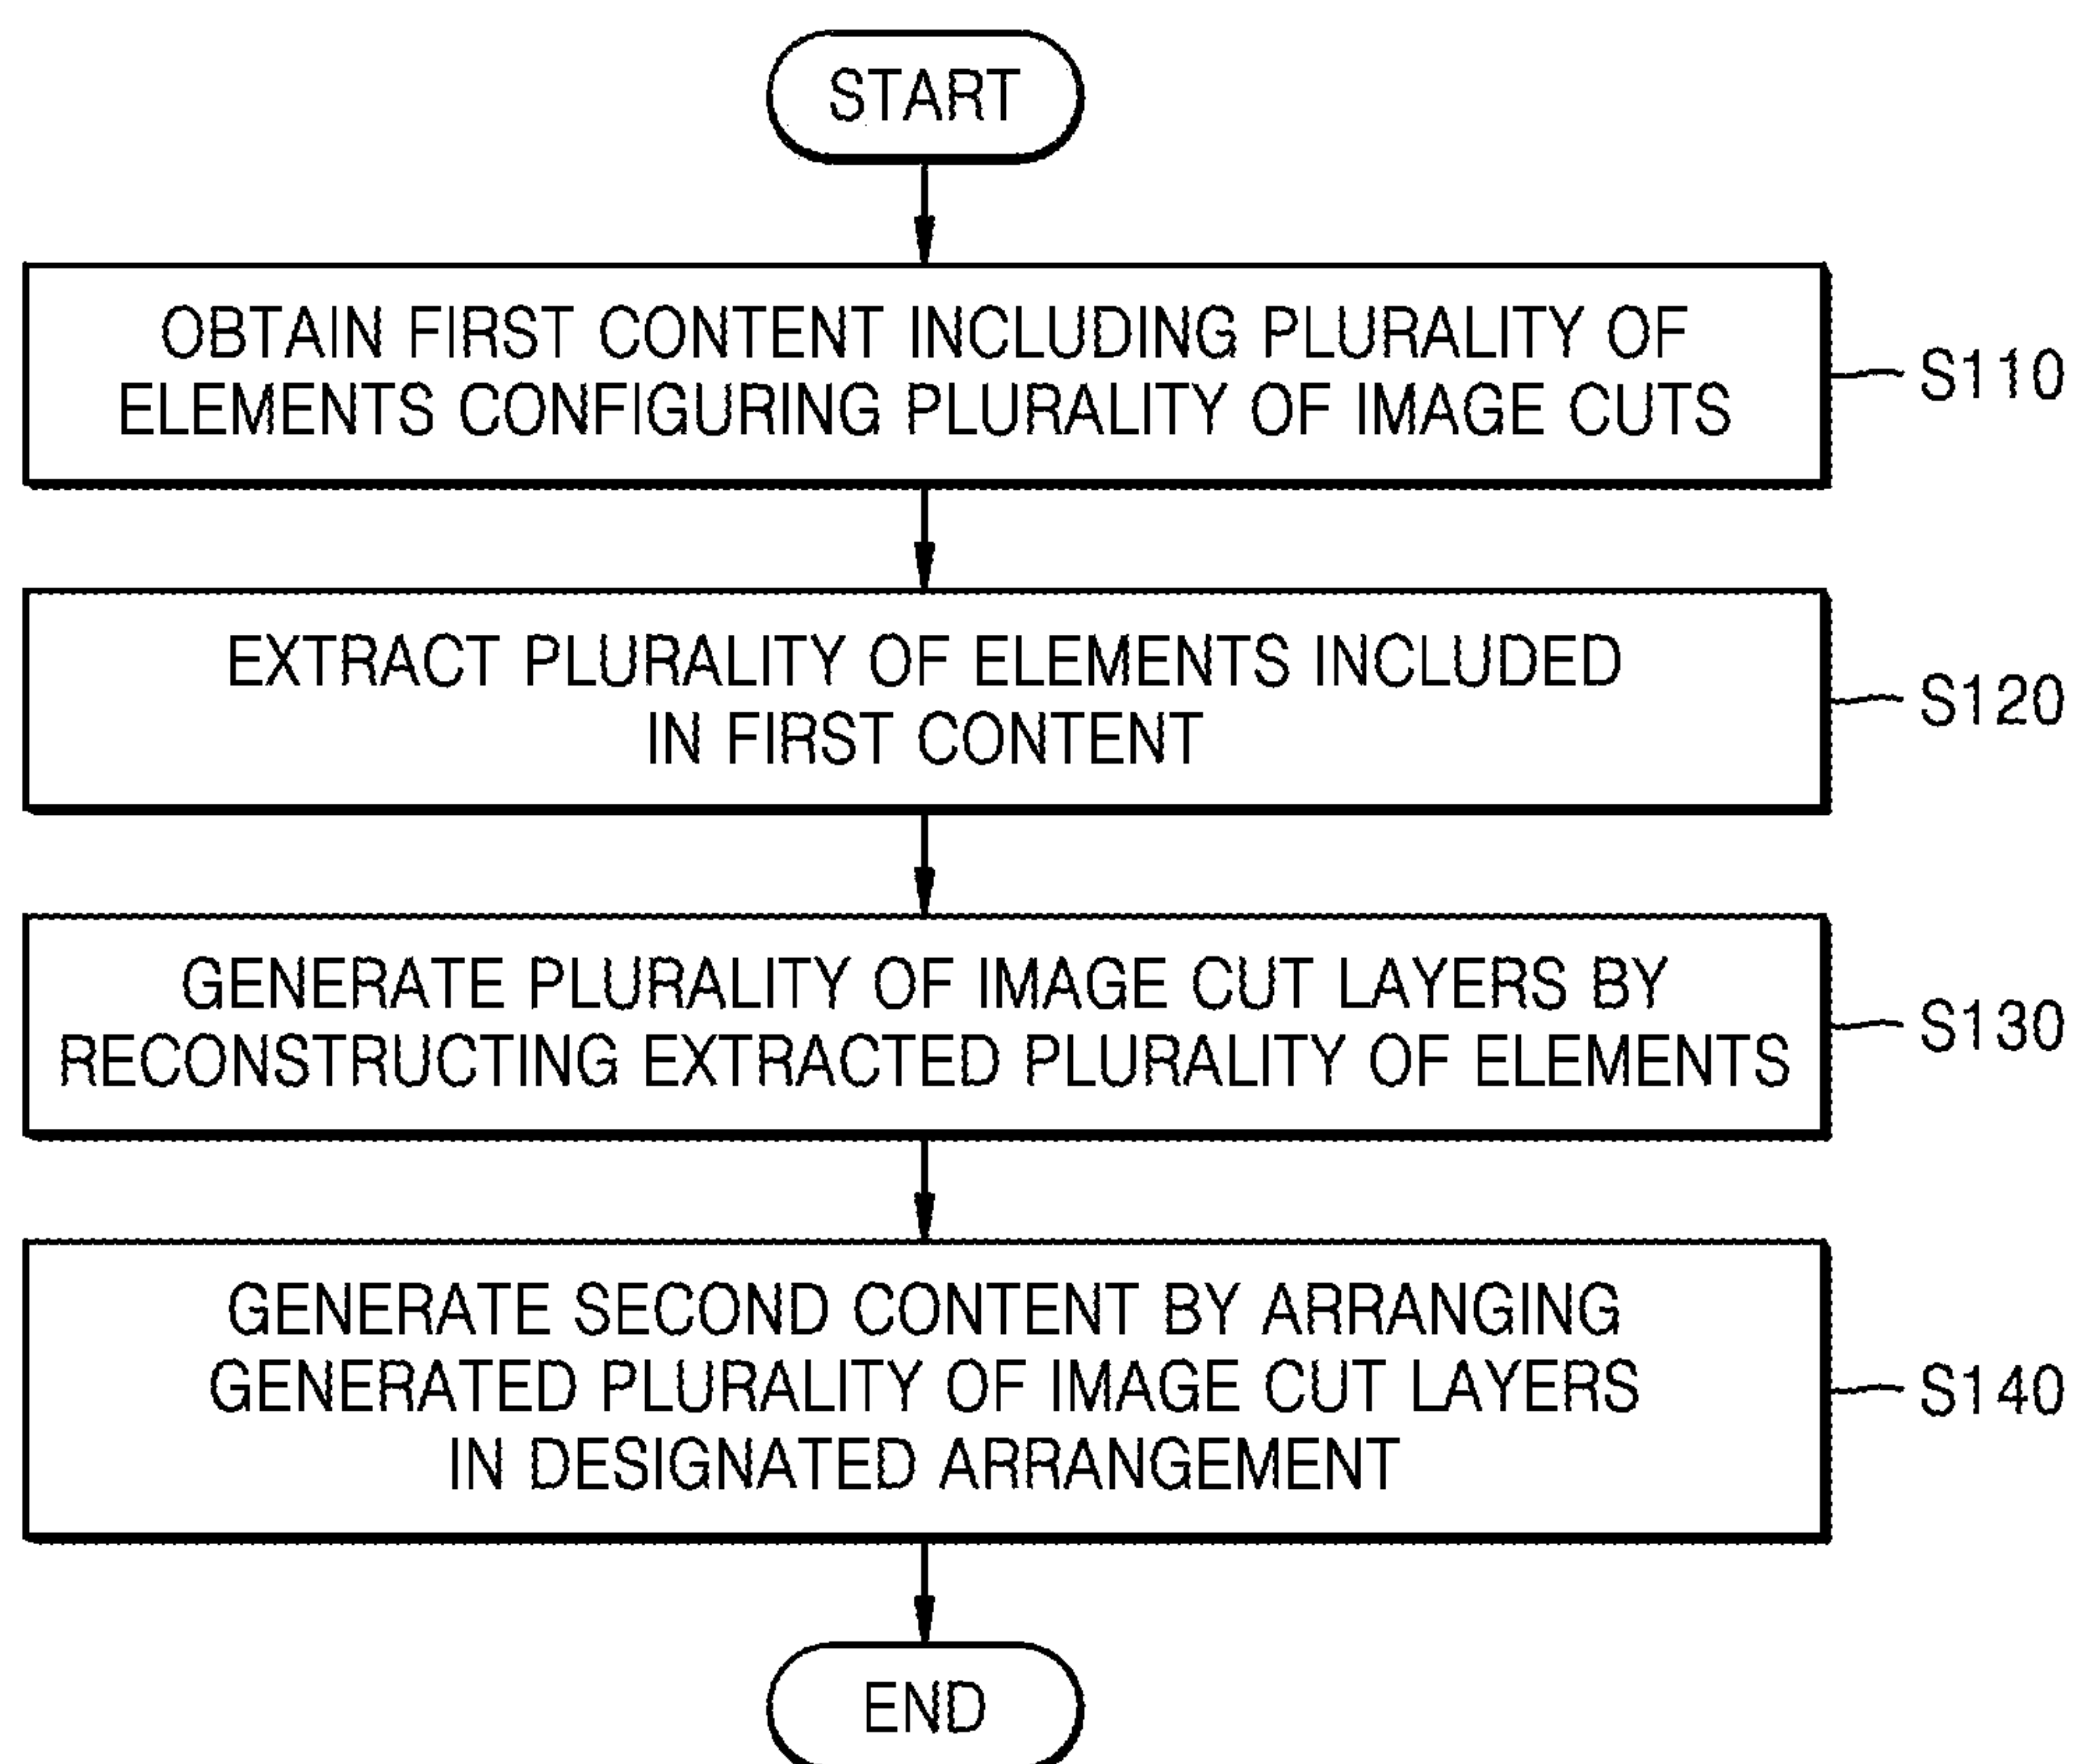 START
OBTAIN FIRST CONTENT INCLUDING PLURALITY OF
ELEMENTS CONFIGURING PLURALITY OF IMAGE CUTS
S110
EXTRACT PLURALITY OF ELEMENTS INCLUDED
IN FIRST CONTENT
S120
GENERATE PLURALITY OF IMAGE CUT LAYERS BY
RECONSTRUCTING EXTRACTED PLURALITY OF ELEMENTS
S130
GENERATE SECOND CONTENT BY ARRANGING
GENERATED PLURALITY OF IMAGE CUT LAYERS
IN DESIGNATED ARRANGEMENT
S140
END